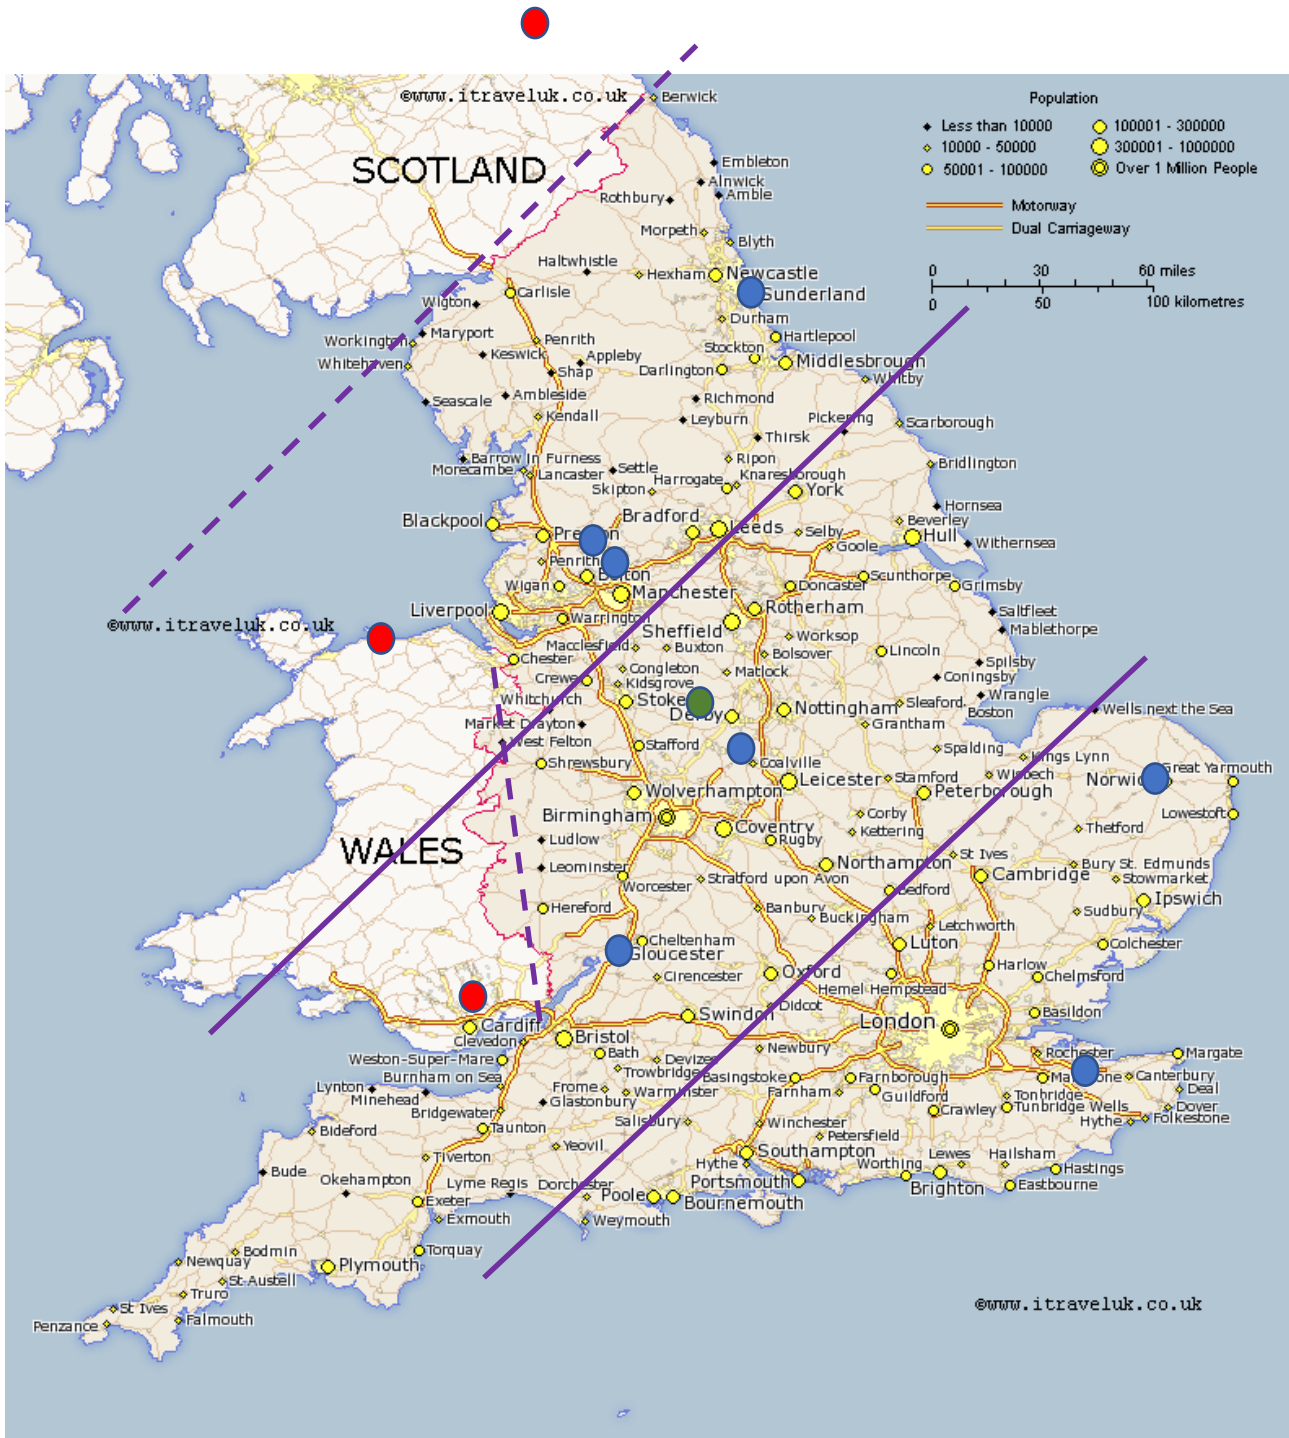 ©www.itraveluk.co.uk
Berwick
Population
Less than 10000
100001 - 300000
10000 - 50000
300001 - 1000000
50001 - 100000
Over 1 Million People
SCOTLAND
Embleton
Alnwick
Rothbury
Amble
Motorway
Morpeth
Dual Carriageway
Blyth
Haltwhistle
Hexham
Newcastle
0 30 60 miles
0 50 100 kilometres
Carlisle
Sunderland
Wigton
Durham
Maryport
Workington
Penrith
Hartlepool
Keswick
Appleby
Stockton
Whitehaven
Shap
Darlington
Middlesbrough
Whitby
Seascale
Ambleside
Richmond
Kendall
Leyburn
Pickering
Scarborough
Thirsk
Barrow In Furness
Morecambe
Lancaster
Settle
Ripon
Bridlington
Skipton
Harrogate
Knaresborough
York
Hornsea
Blackpool
Bradford
Leeds
Selby
Beverley
Hull
Goole
Withernsea
Penrith
Bolton
Wigan
Manchester
Doncaster
Scunthorpe
Grimsby
Liverpool
Warrington
Rotherham
Saltfleet
©www.itraveluk.co.uk
Sheffield
Mablethorpe
Macclesfield
Buxton
Worksop
Chester
Bolsover
Lincoln
Spilsby
Congleton
Matlock
Coningsby
Crewe
Kidsgrove
Whitchurch
Stoke
Derby
Nottingham
Sleaford
Wrangle
Boston
Wells next the Sea
Market Drayton
Grantham
West Felton
Stafford
Spalding
Kings Lynn
Shrewsbury
Coalville
Leicester
Stamford
Wisbech
Great Yarmouth
Wolverhampton
Peterborough
Birmingham
Coventry
Corby
Lowestoft
Rugby
Kettering
Thetford
WALES
Ludlow
Leominster
Northampton
St Ives
Bury St. Edmunds
Worcester
Stratford upon Avon
Bedford
Cambridge
Stowmarket
Hereford
Banbury
Buckingham
Sudbury
Ipswich
Letchworth
Cheltenham
Luton
Colchester
Gloucester
Cirencester
Oxford
Harlow
Chelmsford
Hemel Hempstead
Didcot
Basildon
Cardiff
Swindon
London
Clevedon
Bristol
Weston-Super-Mare
Bath
Devizes
Newbury
Rochester
Margate
Burnham on Sea
Trowbridge
Basingstoke
Farnborough
Canterbury
Lynton
Minehead
Frome
Warminster
Farnham
Guildford
Tonbridge
Deal
Glastonbury
Bridgewater
Crawley
Tunbridge Wells
Dover
Folkestone
Hythe
Bideford
Taunton
Salisbury
Winchester
Yeovil
Petersfield
Tiverton
Southampton
Lewes
Hailsham
Bude
Hythe
Worthing
Hastings
Okehampton
Lyme Regis
Dorchester
Poole
Portsmouth
Brighton
Eastbourne
Exeter
Bournemouth
Exmouth
Weymouth
Bodmin
Torquay
Newquay
Plymouth
St Austell
Truro
©www.itraveluk.co.uk
St Ives
Penzance
Falmouth